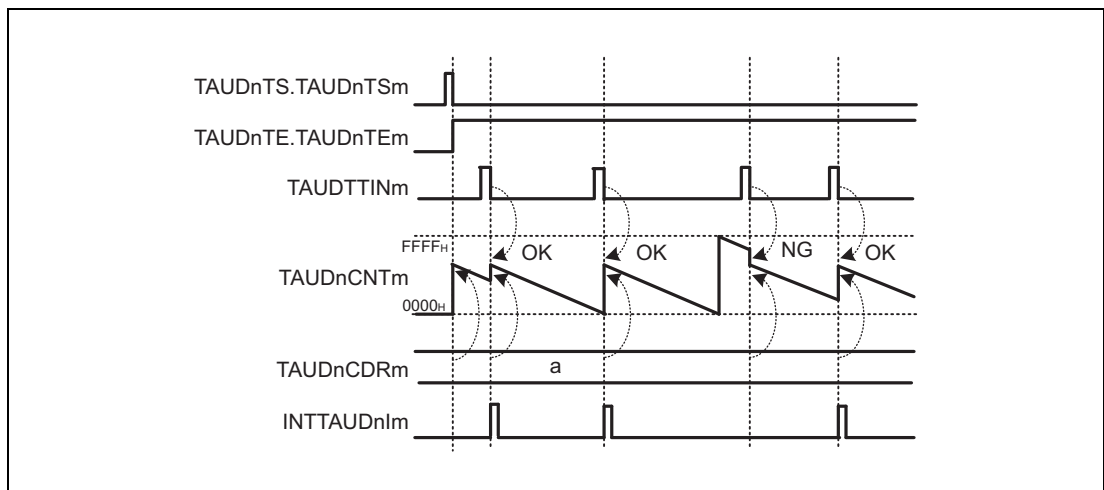 TAUDnTS.TAUDnTSm
TAUDnTE.TAUDnTEm
TAUDTTINm
FFFFH
OK
OK
NG
OK
TAUDnCNTm
0000H
TAUDnCDRm
a
INTTAUDnIm